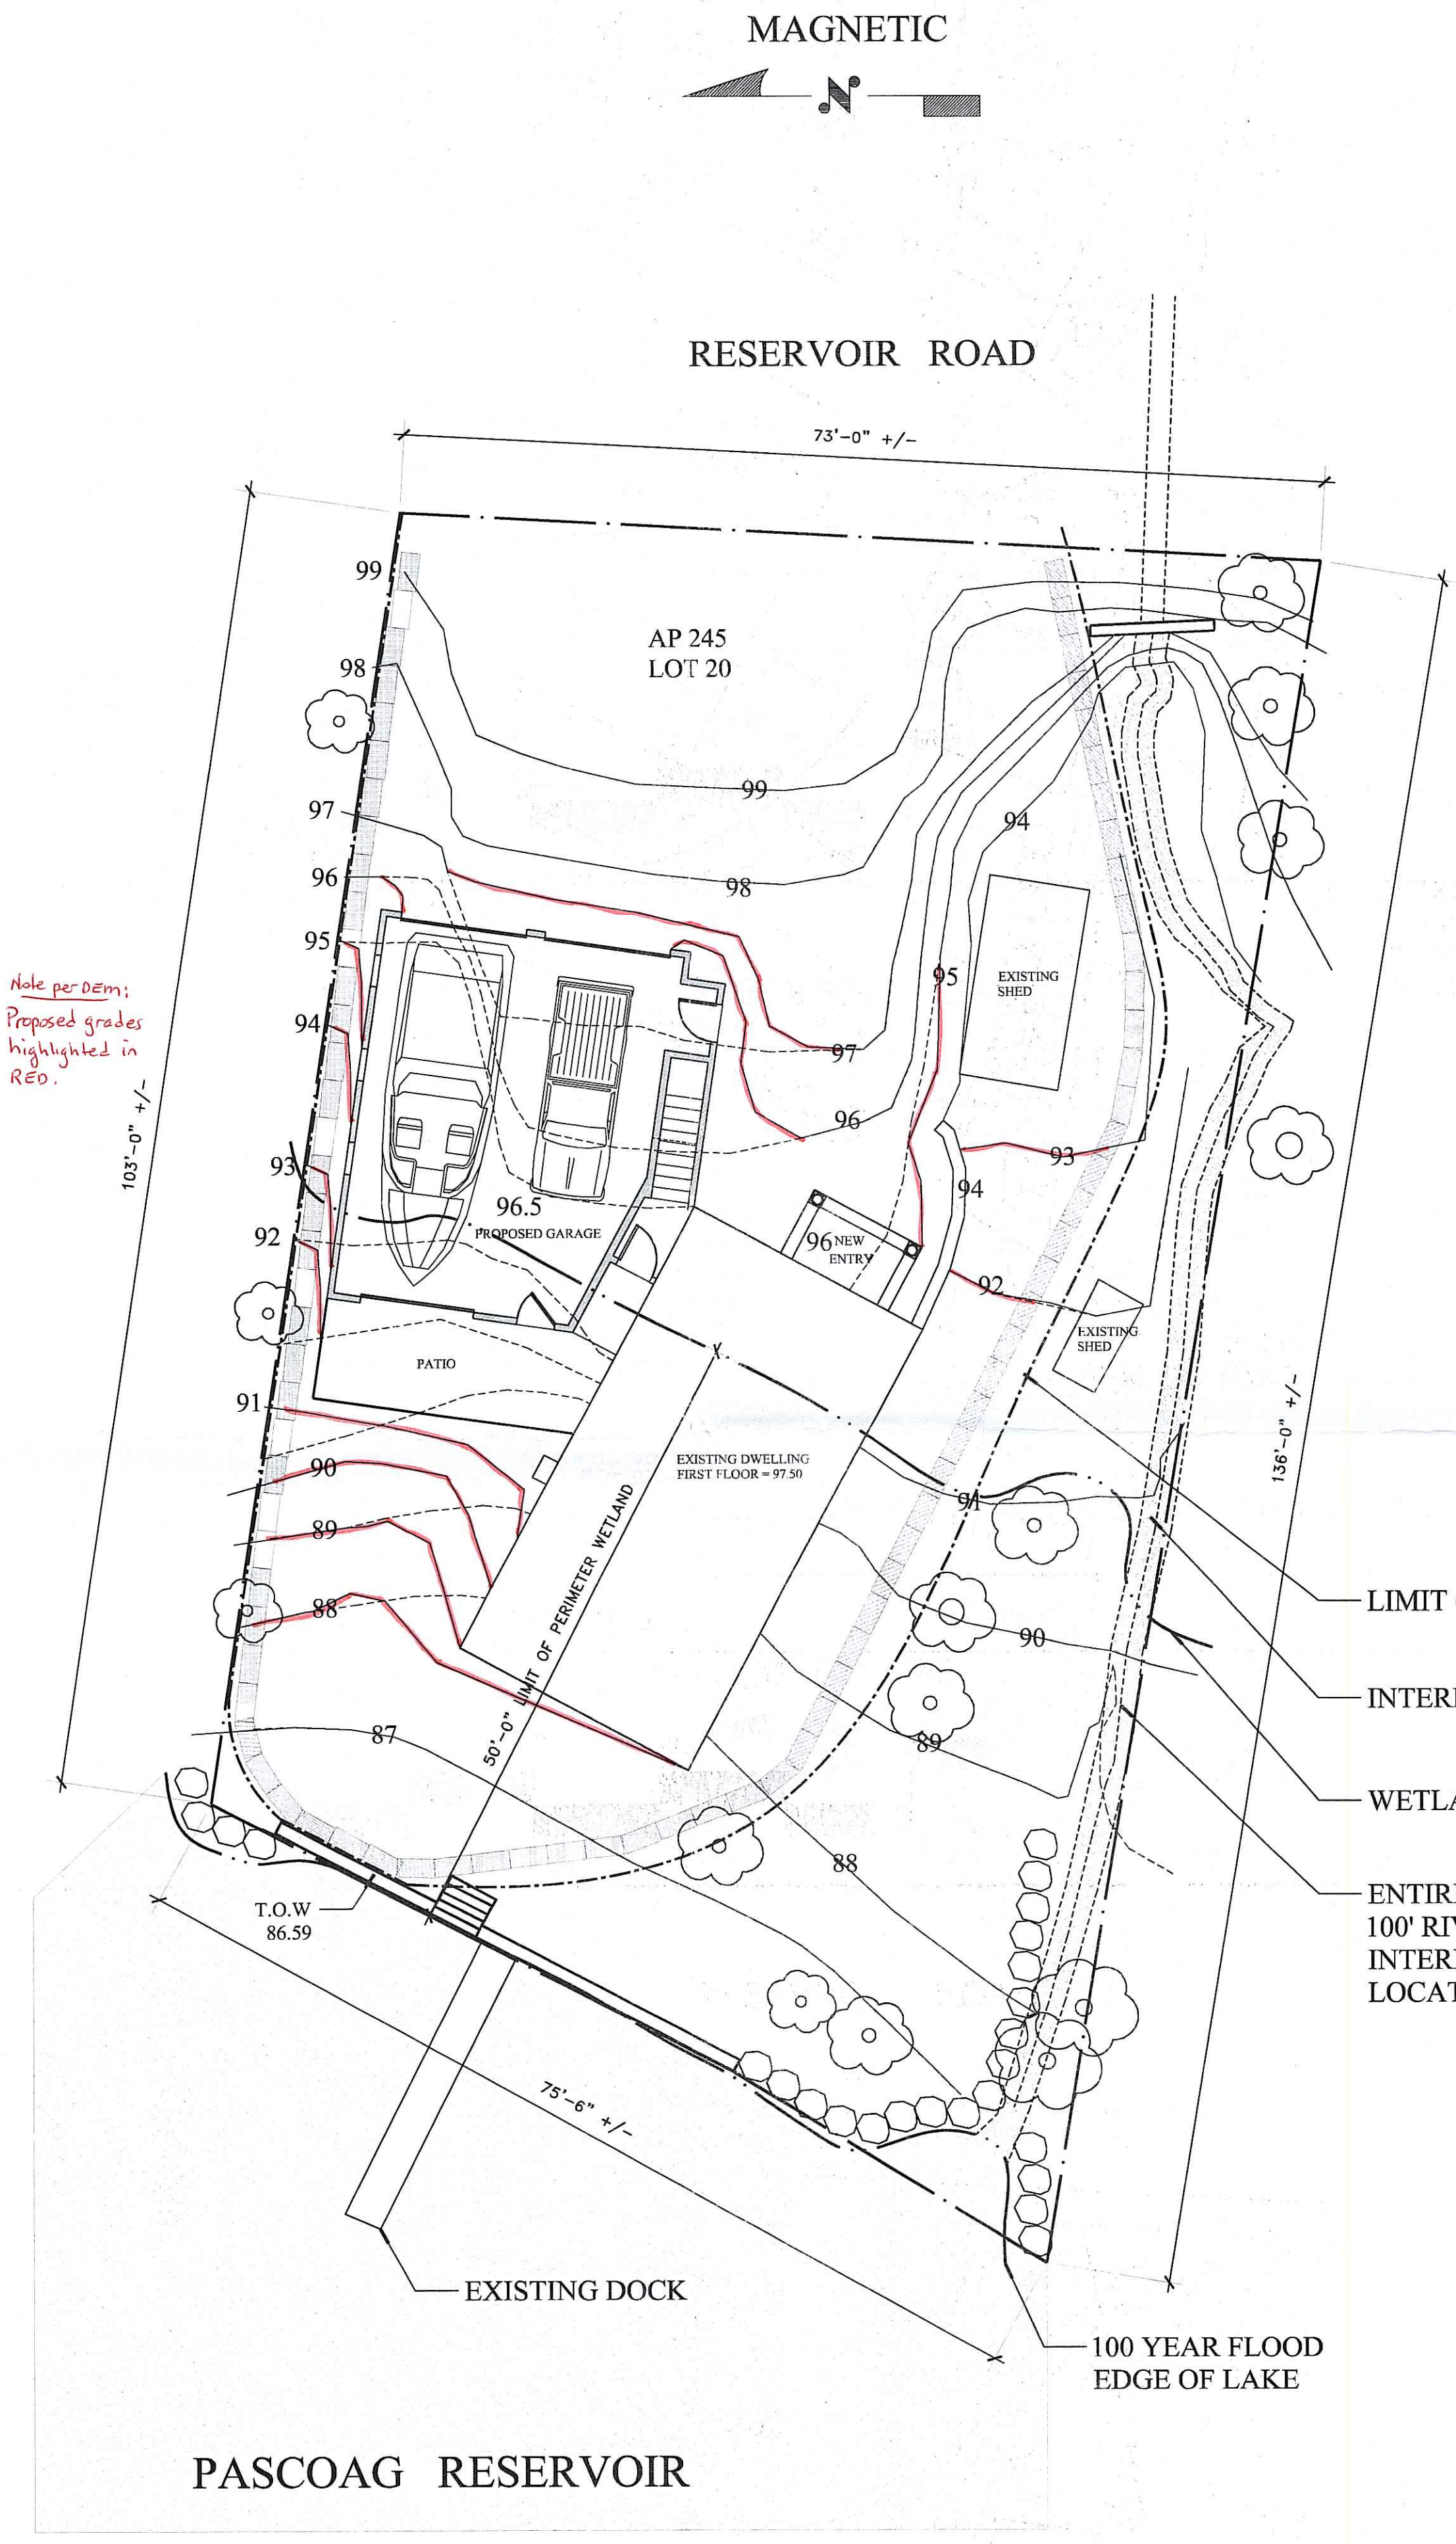 MAGNETIC
N
RESERVOIR ROAD
73'-0" +/-
99
AP 245
LOT 20
98
97
99
94
96
98
95
95
EXISTING
SHED
Note per DEM:
Proposed grades
highlighted in
RED.
94
97
103'-0" +/-
96
93
93
94
96.5
PROPOSED GARAGE
92
96
NEW
ENTRY
92
EXISTING
SHED
PATIO
91
136'-0" +/-
EXISTING DWELLING
FIRST FLOOR = 97.50
90
91
89
50'-0" LIMIT OF PERIMETER WETLAND
LIMIT
88
90
INTER
87
89
WETLA
88
ENTIR
100' RI
INTER
LOCAT
T.O.W
86.59
75'-6" +/-
EXISTING DOCK
100 YEAR FLOOD
EDGE OF LAKE
PASCOAG RESERVOIR